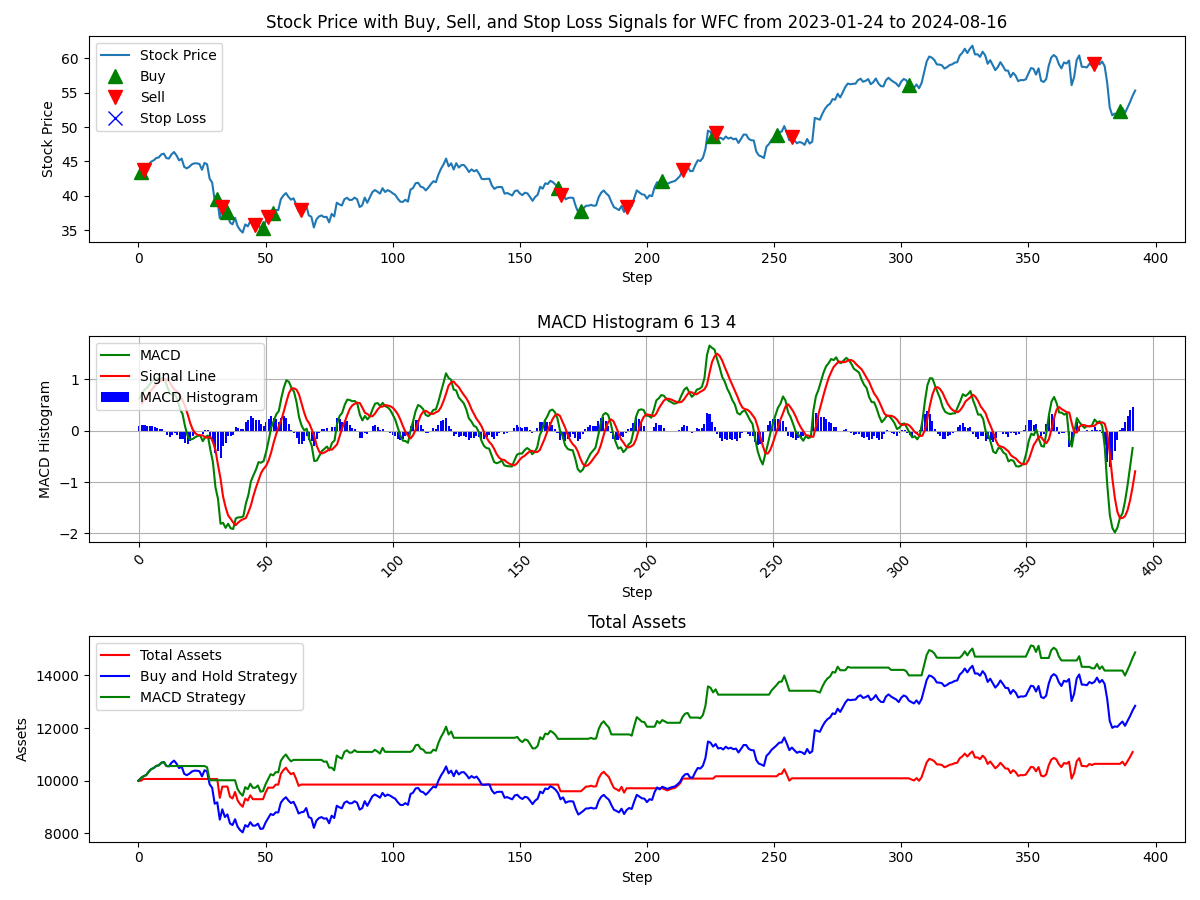 Stock Price with Buy, Sell, and Stop Loss Signals for WFC from 2023-01-24 to 2024-08-16
Stock Price
Buy
Sell
Stop Loss
Stock Price
60
55
50
45
40
35
0 50 100 150 200 250 300 350 400
Step
MACD Histogram 6 13 4
MACD
Signal Line
MACD Histogram
MACD Histogram
1
0
−1
−2
0 50 100 150 200 250 300 350 400
Step
Total Assets
Total Assets
Buy and Hold Strategy
MACD Strategy
Assets
14000
12000
10000
8000
0 50 100 150 200 250 300 350 400
Step